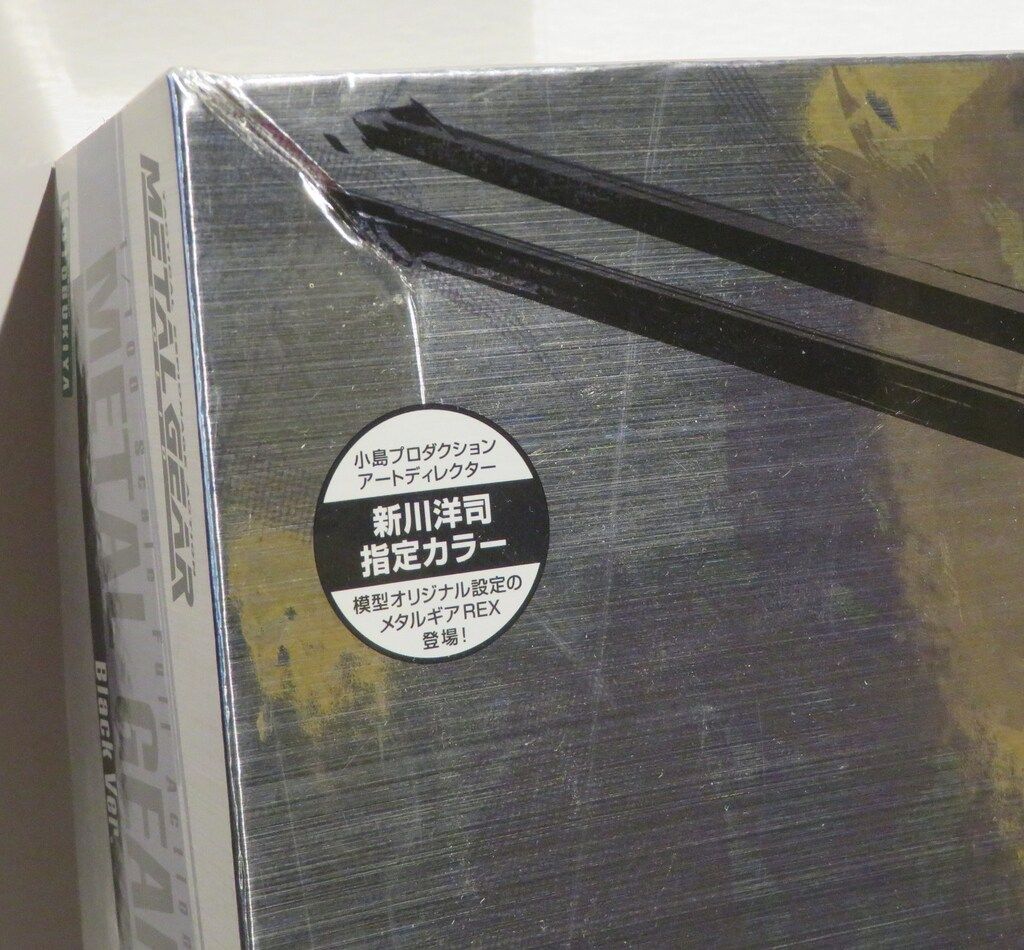 METAL GEAR
KOTOBUKIYA
METAL GEAR
Black Ver.
小島プロダクション
アートディレクター
新川洋司
指定カラー
模型オリジナル設定の
メタルギアREX
登場!